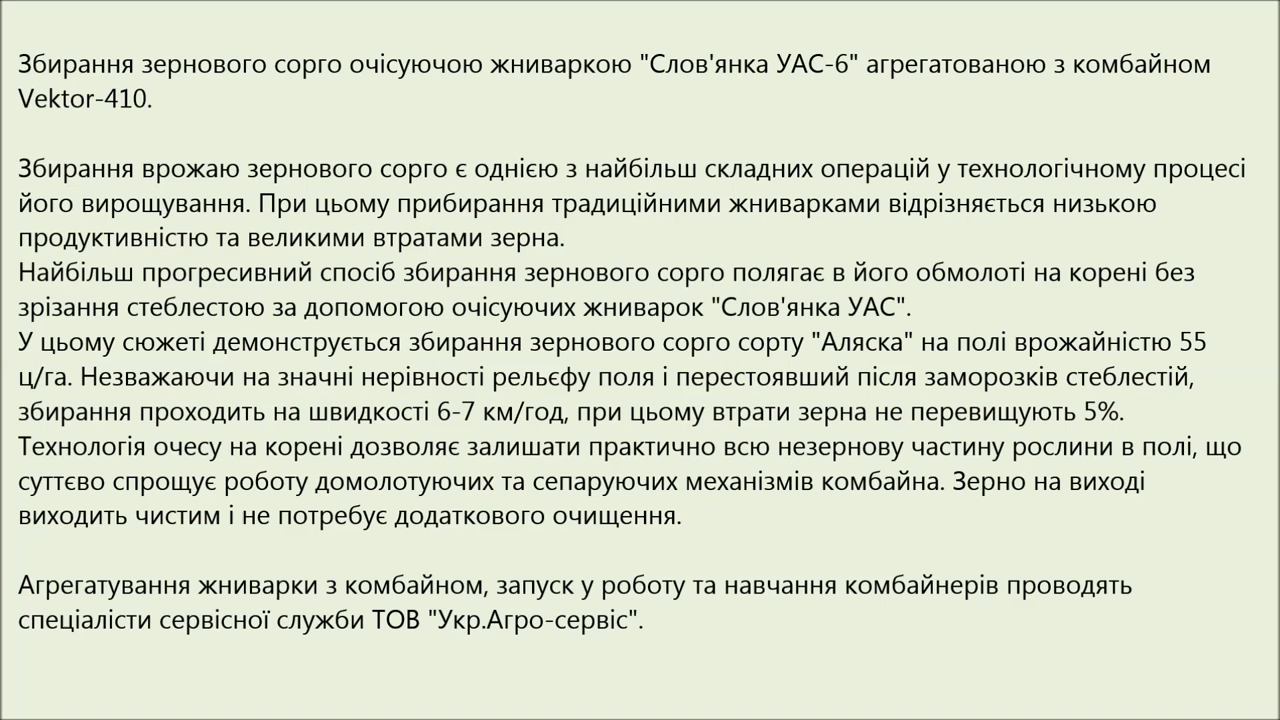 Збирання зернового сорго очісуючою жниваркою "Слов'янка УАС-6" агрегатованою з комбайном
Vektor-410.
Збирання врожаю зернового сорго є однією з найбільш складних операцій у технологічному процесі
його вирощування. При цьому прибирання традиційними жниварками відрізняється низькою
продуктивністю та великими втратами зерна.
Найбільш прогресивний спосіб збирання зернового сорго полягає в його обмолоті на корені без
зрізання стеблестою за допомогою очісуючих жниварок "Слов'янка УАС".
У цьому сюжеті демонструється збирання зернового сорго сорту "Аляска" на полі врожайністю 55
ц/га. Незважаючи на значні нерівності рельєфу поля і перестоявший після заморозків стеблестій,
збирання проходить на швидкості 6-7 км/год, при цьому втрати зерна не перевищують 5%.
Технологія очесу на корені дозволяє залишати практично всю незернову частину рослини в полі, що
суттєво спрощує роботу домолотуючих та сепаруючих механізмів комбайна. Зерно на виході
виходить чистим і не потребує додаткового очищення.
Агрегатування жниварки з комбайном, запуск у роботу та навчання комбайнерів проводять
спеціалісти сервісної служби ТОВ "Укр.Агро-сервіс".